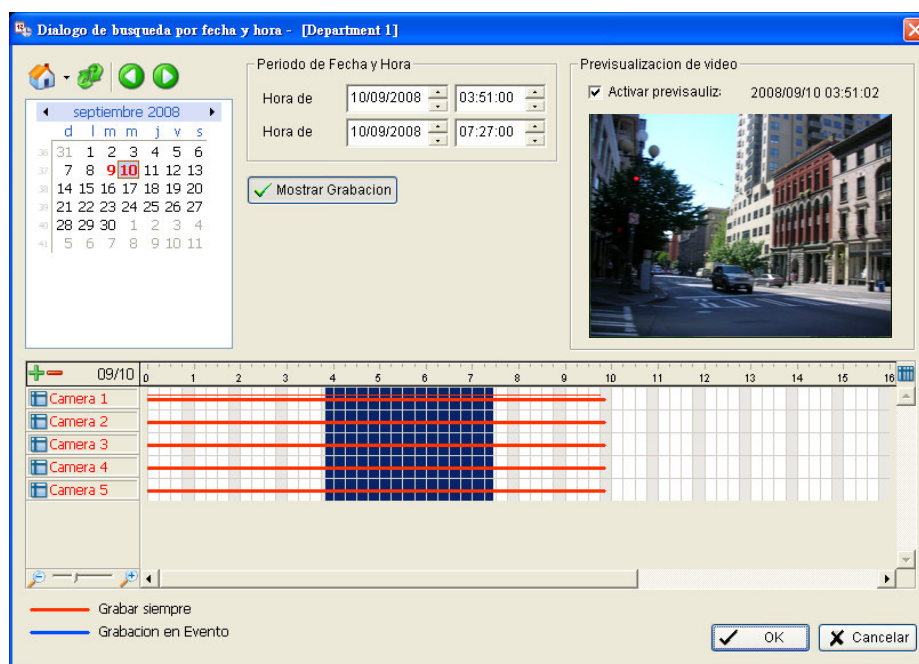 Dialogo de busqueda por fecha y hora - [Department 1]
septiembre 2008
d l m m j v s
36 31 1 2 3 4 5 6
37 7 8 9 10 11 12 13
38 14 15 16 17 18 19 20
39 21 22 23 24 25 26 27
40 28 29 30 1 2 3 4
41 5 6 7 8 9 10 11
Periodo de Fecha y Hora
Hora de 10/09/2008 03:51:00
Hora de 10/09/2008 07:27:00
Mostrar Grabacion
Previsualizacion de video
Activar previsauliz: 2008/09/10 03:51:02
09/10 0 1 2 3 4 5 6 7 8 9 10 11 12 13 14 15 16
Camera 1
Camera 2
Camera 3
Camera 4
Camera 5
Grabar siempre
Grabacion en Evento
OK
Cancelar